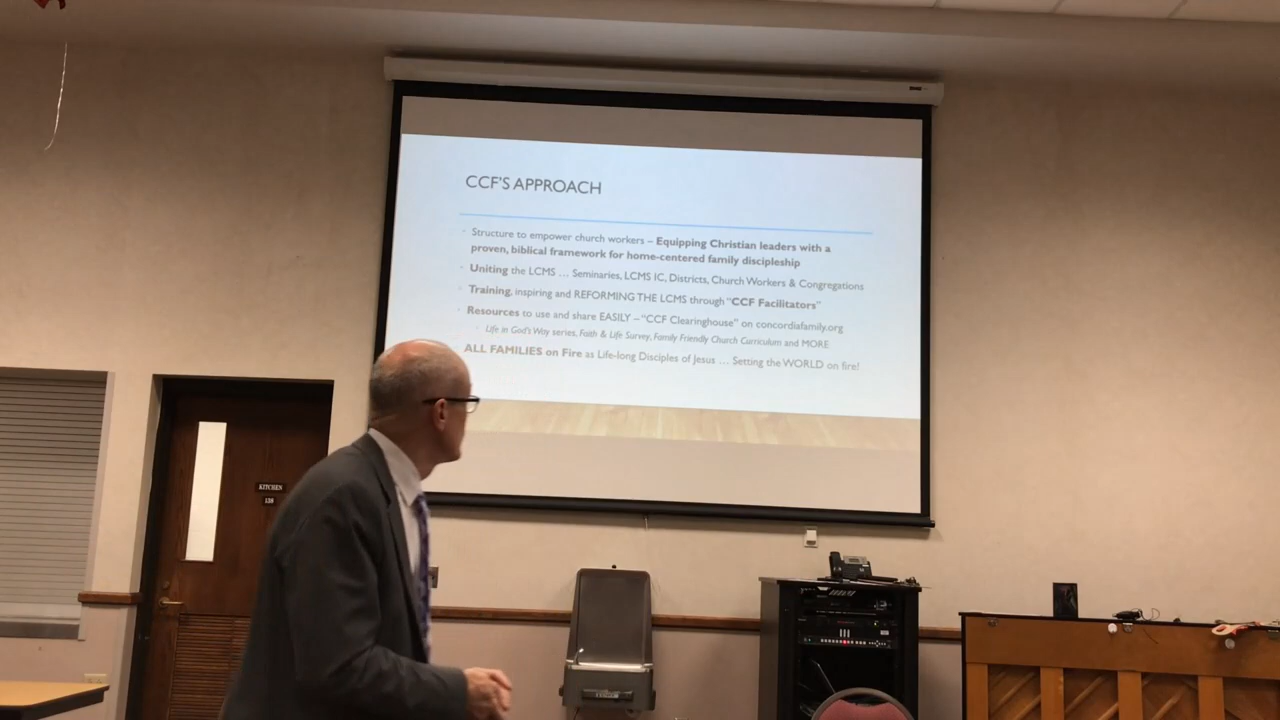 CCF'S APPROACH
Structure to empower church workers – Equipping Christian leaders with a
proven, biblical framework for home-centered family discipleship
Uniting the LCMS … Seminaries, LCMS IC, Districts, Church Workers & Congregations
Training, inspiring and REFORMING THE LCMS through "CCF Facilitators"
Resources to use and share EASILY – "CCF Clearinghouse" on concordiafamily.org
Life in God's Way series, Faith & Life Survey, Family Friendly Church Curriculum and MORE
ALL FAMILIES on Fire as Life-long Disciples of Jesus … Setting the WORLD on fire!
KITCHEN
120